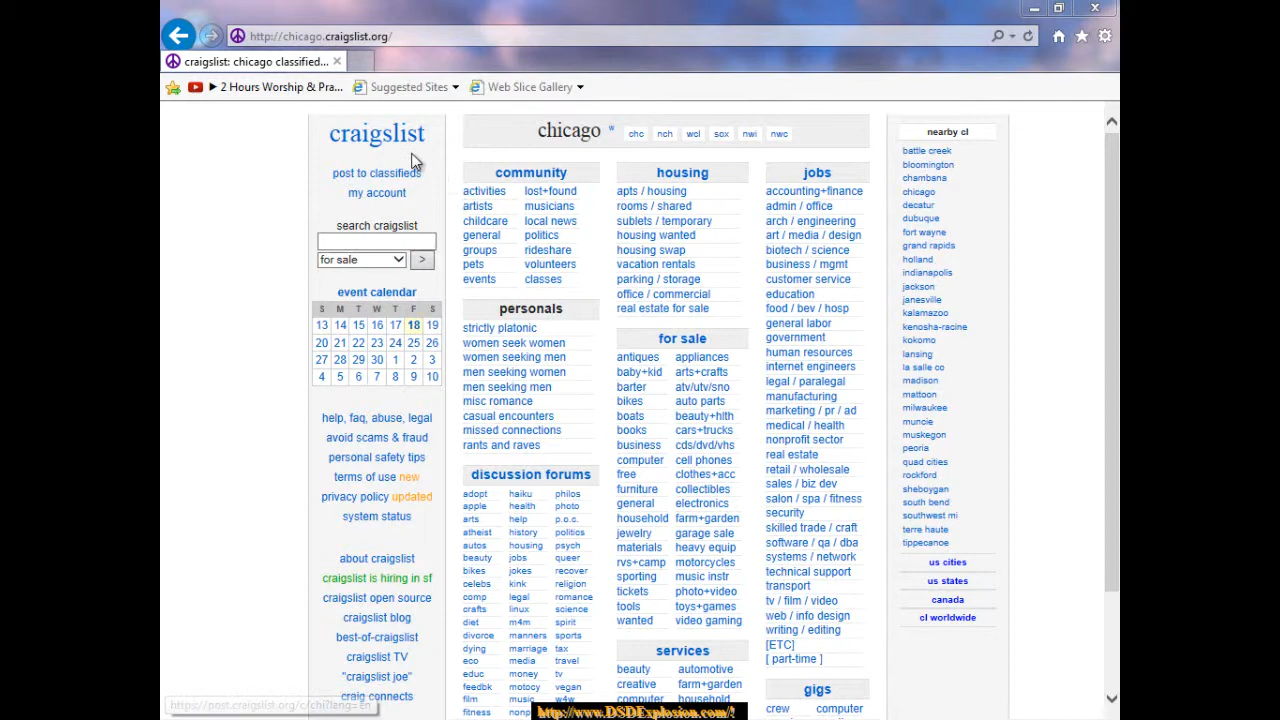 http://chicago.craigslist.org/
craigslist: chicago classified...
2 Hours Worship & Pra...
Suggested Sites
Web Slice Gallery
craigslist
post to classifieds
my account
search craigslist
for sale
>
event calendar
S M T W T F S
13 14 15 16 17 18 19
20 21 22 23 24 25 26
27 28 29 30 1 2 3
4 5 6 7 8 9 10
help, faq, abuse, legal
avoid scams & fraud
personal safety tips
terms of use new
privacy policy updated
system status
about craigslist
craigslist is hiring in sf
craigslist open source
craigslist blog
best-of-craigslist
craigslist TV
"craigslist joe"
craig connects
https://post.craigslist.org/c/chi?lang=en
chicago w chc nch wcl sox nwi nwc
community
activities lost+found
artists musicians
childcare local news
general politics
groups rideshare
pets volunteers
events classes
personals
strictly platonic
women seek women
women seeking men
men seeking women
men seeking men
misc romance
casual encounters
missed connections
rants and raves
discussion forums
adopt haiku philos
apple health photo
arts help p.o.c.
atheist history politics
autos housing psych
beauty jobs queer
bikes jokes recover
celebs kink religion
comp legal romance
crafts linux science
diet m4m spirit
divorce manners sports
dying marriage tax
eco media travel
educ money tv
feedbk motocy vegan
film music w4w
fitness
housing
apts / housing
rooms / shared
sublets / temporary
housing wanted
housing swap
vacation rentals
parking / storage
office / commercial
real estate for sale
for sale
antiques appliances
baby+kid arts+crafts
barter atv/utv/sno
bikes auto parts
boats beauty+hlth
books cars+trucks
business cds/dvd/vhs
computer cell phones
free clothes+acc
furniture collectibles
general electronics
household farm+garden
jewelry garage sale
materials heavy equip
rvs+camp motorcycles
sporting music instr
tickets photo+video
tools toys+games
wanted video gaming
services
beauty automotive
creative farm+garden
computer household
jobs
accounting+finance
admin / office
arch / engineering
art / media / design
biotech / science
business / mgmt
customer service
education
food / bev / hosp
general labor
government
human resources
internet engineers
legal / paralegal
manufacturing
marketing / pr / ad
medical / health
nonprofit sector
real estate
retail / wholesale
sales / biz dev
salon / spa / fitness
security
skilled trade / craft
software / qa / dba
systems / network
technical support
transport
tv / film / video
web / info design
writing / editing
[ETC]
[ part-time ]
gigs
crew computer
nearby cl
battle creek
bloomington
chambana
chicago
decatur
dubuque
fort wayne
grand rapids
holland
indianapolis
jackson
janesville
kalamazoo
kenosha-racine
kokomo
lansing
la salle co
madison
mattoon
milwaukee
muncie
muskegon
peoria
quad cities
rockford
sheboygan
south bend
southwest mi
terre haute
tippecanoe
us cities
us states
canada
cl worldwide
http://www.DSDExplosion.com/!